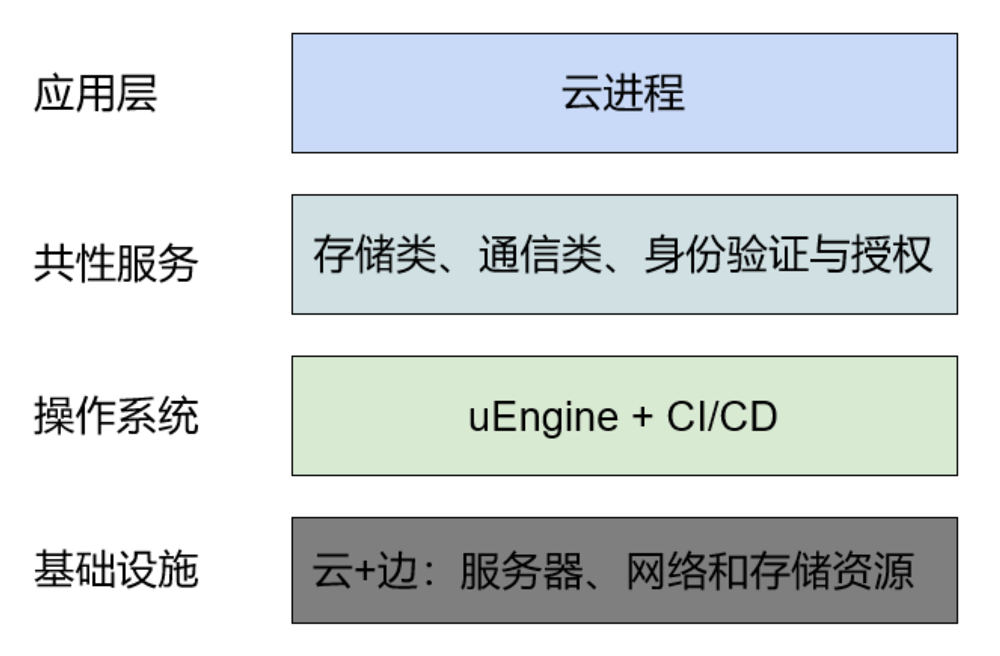 应用层
云进程
共性服务
存储类、通信类、身份验证与授权
操作系统
uEngine + CI/CD
基础设施
云+边：服务器、网络和存储资源